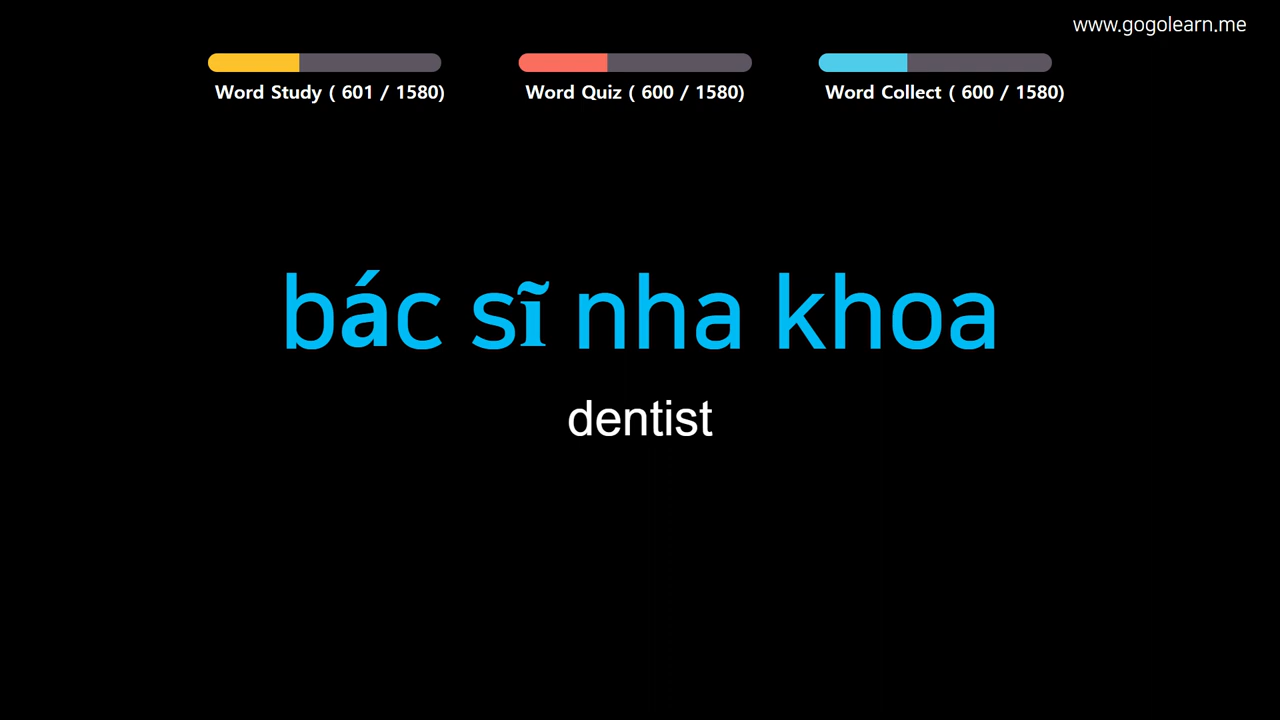 www.gogolearn.me
Word Study ( 601 / 1580)
Word Quiz ( 600 / 1580)
Word Collect ( 600 / 1580)
bác sĩ nha khoa
dentist